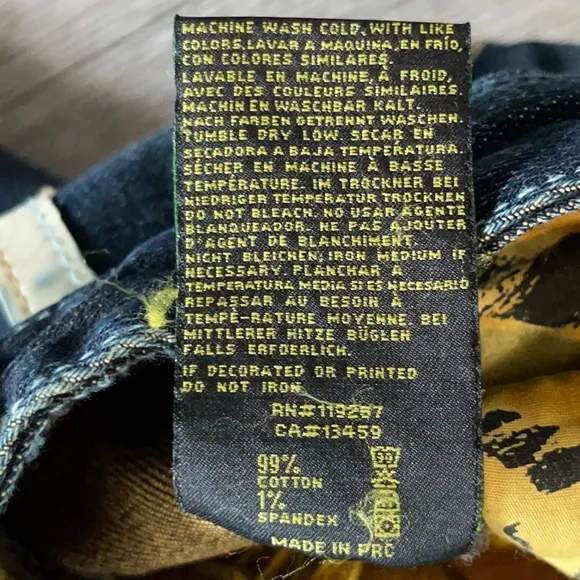 MACHINE WASH COLD, WITH LIKE
COLORS. LAVAR A MAQUINA, EN FRÍO,
CON COLORES SIMILARES.
LAVABLE EN MACHINE, À FROID,
AVEC DES COULEURS SIMILAIRES.
MACHIN EN WASCHBAR KALT.
NACH FARBEN GETRENNT WASCHEN.
TUMBLE DRY LOW. SECAR EN
SECADORA A BAJA TEMPERATURA.
SÉCHER EN MACHINE À BASSE
TEMPÉRATURE. IM TROCKNER BEI
NIEDRIGER TEMPERATUR TROCKNEN
DO NOT BLEACH. NO USAR AGENTE
BLANQUEADOR. NE PAS AJOUTER
D'AGENT DE BLANCHIMENT.
NICHT BLEICHEN, IRON MEDIUM IF
NECESSARY. PLANCHAR A
TEMPERATURA MEDIA SI ES NECESARIO
REPASSAR AU BESOIN À
TEMPÉ-RATURE MOYENNE. BEI
MITTLERER HITZE BÜGLEN
FALLS ERFOERLICH.
IF DECORATED OR PRINTED
DO NOT IRON
RN#119267
CA#13459
99%
COTTON
1%
SPANDEX
MADE IN PRC